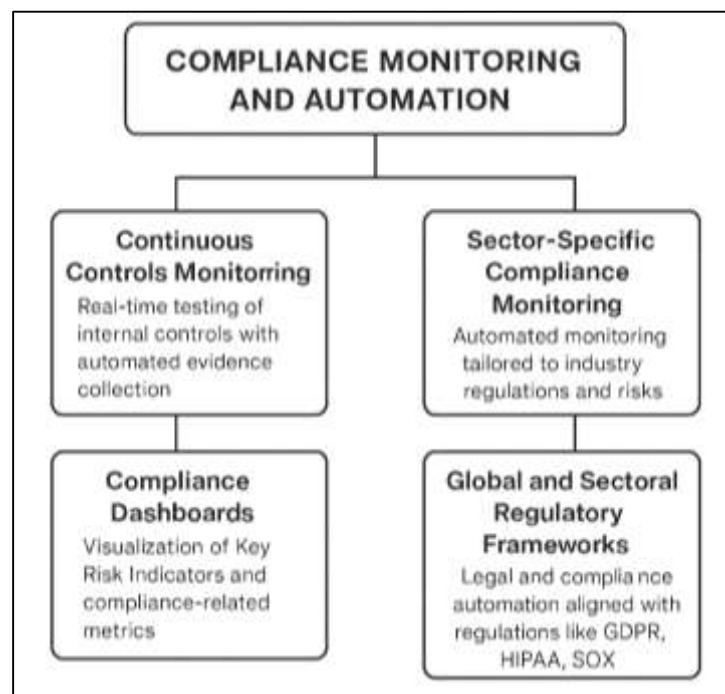 COMPLIANCE MONITORING
AND AUTOMATION
Continuous
Controls Monitorring
Real-time testing of
internal controls with
automated evidence
collection
Sector-Specific
Compliance
Monitoring
Automated monitoring
tailored to industry
regulations and risks
Compliance
Dashboards
Visualization of Key
Risk Indicators and
compliance-related
metrics
Global and Sectoral
Regulatory
Frameworks
Legal and compliance
automation aligned with
regulations like GDPR,
HIPAA, SOX